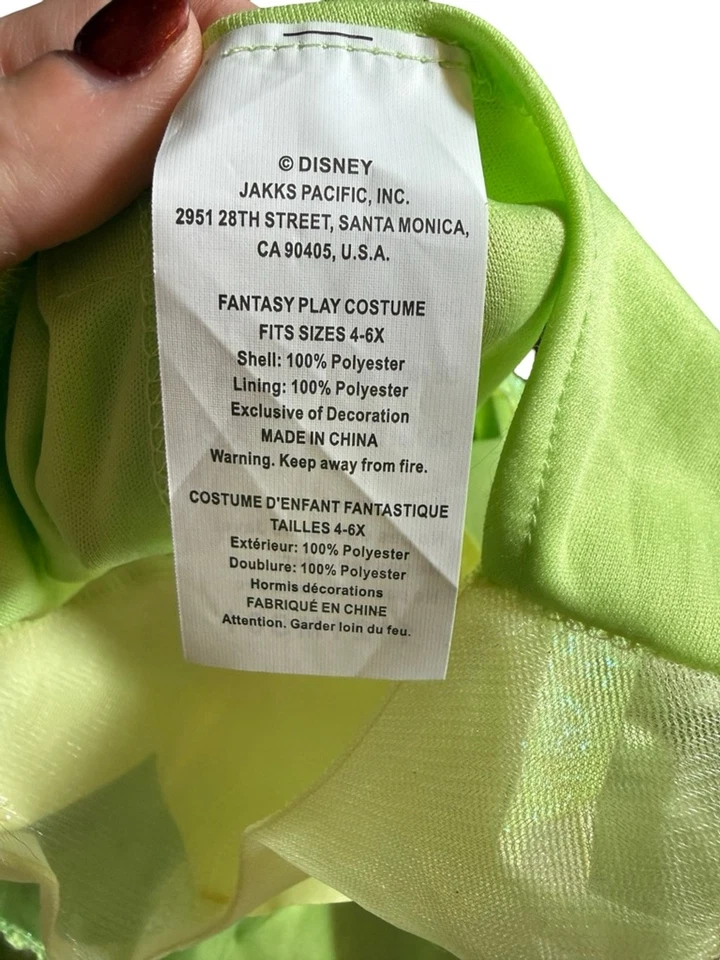 © DISNEY
JAKKS PACIFIC, INC.
2951 28TH STREET, SANTA MONICA,
CA 90405, U.S.A.
FANTASY PLAY COSTUME
FITS SIZES 4-6X
Shell: 100% Polyester
Lining: 100% Polyester
Exclusive of Decoration
MADE IN CHINA
Warning. Keep away from fire.
COSTUME D'ENFANT FANTASTIQUE
TAILLES 4-6X
Extérieur: 100% Polyester
Doublure: 100% Polyester
Hormis décorations
FABRIQUÉ EN CHINE
Attention. Garder loin du feu.